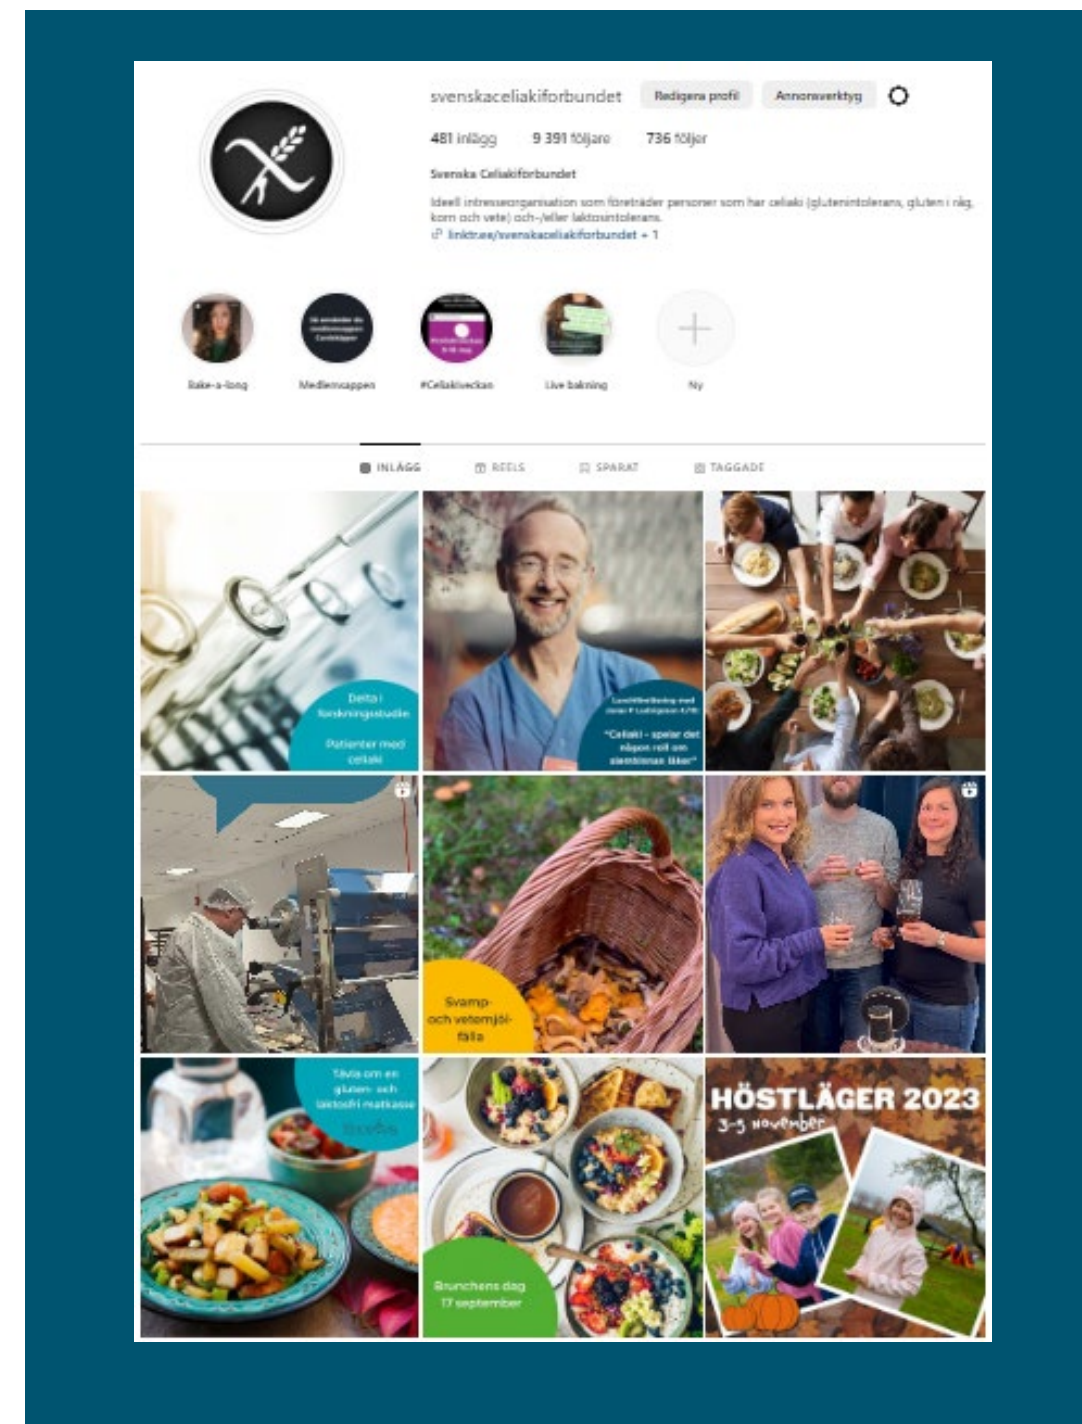 svenskaceliakiforbundet Redigera profil Annonsverktyg
481 inlägg 9 391 följare 736 följer
Svenska Celiakiförbundet
Ideell intresseorganisation som företräder personer som har celiaki (glutenintolerans, gluten i råg,
korn och vete) och-/eller laktosintolerans.
linktr.ee/svenskaceliakiforbundet + 1
Bake-a-long Medlemsappen #Celiakiveckan Live bakning Ny
INLÄGG REELS SPARAT TAGGADE
Delta i
forskningsstudie
Patienter med
celiaki
Lunchföreläsning med
"Celiaki - spelar det
någon roll om
slemhinnan läker"
Svamp-
och vetemjöl-
fälla
Tävla om en
gluten- och
laktosfri matkasse
Brunchens dag
17 september
HÖSTLÄGER 2023
3-5 NOVEMBER